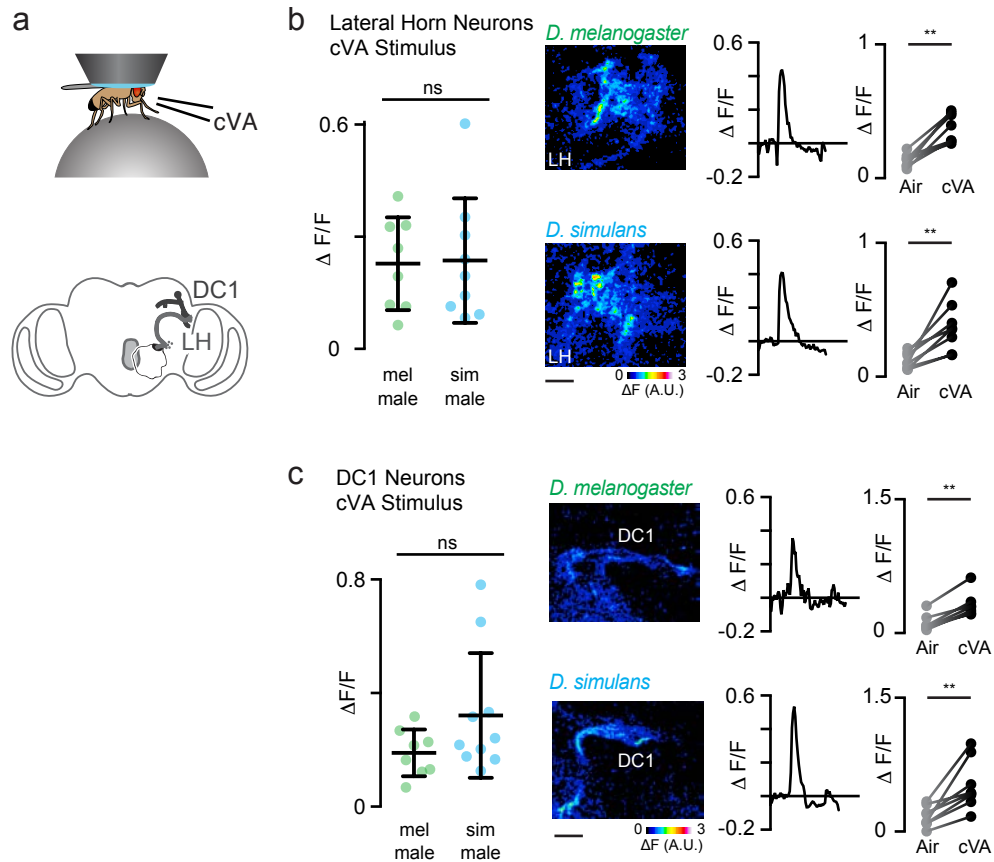 a
cVA
DC1
LH
b
Lateral Horn Neurons
cVA Stimulus
ns
0.6
Δ F/F
0
mel
male
sim
male
D. melanogaster
LH
0.6
Δ F/F
-0.2
**
1
Δ F/F
0
Air
cVA
D. simulans
LH
0
3
ΔF (A.U.)
0.6
Δ F/F
-0.2
**
1
Δ F/F
0
Air
cVA
c
DC1 Neurons
cVA Stimulus
ns
0.8
ΔF/F
0
mel
male
sim
male
D. melanogaster
DC1
0.6
Δ F/F
-0.2
**
1.5
Δ F/F
0
Air
cVA
D. simulans
DC1
0
3
ΔF (A.U.)
0.6
Δ F/F
-0.2
**
1.5
Δ F/F
0
Air
cVA